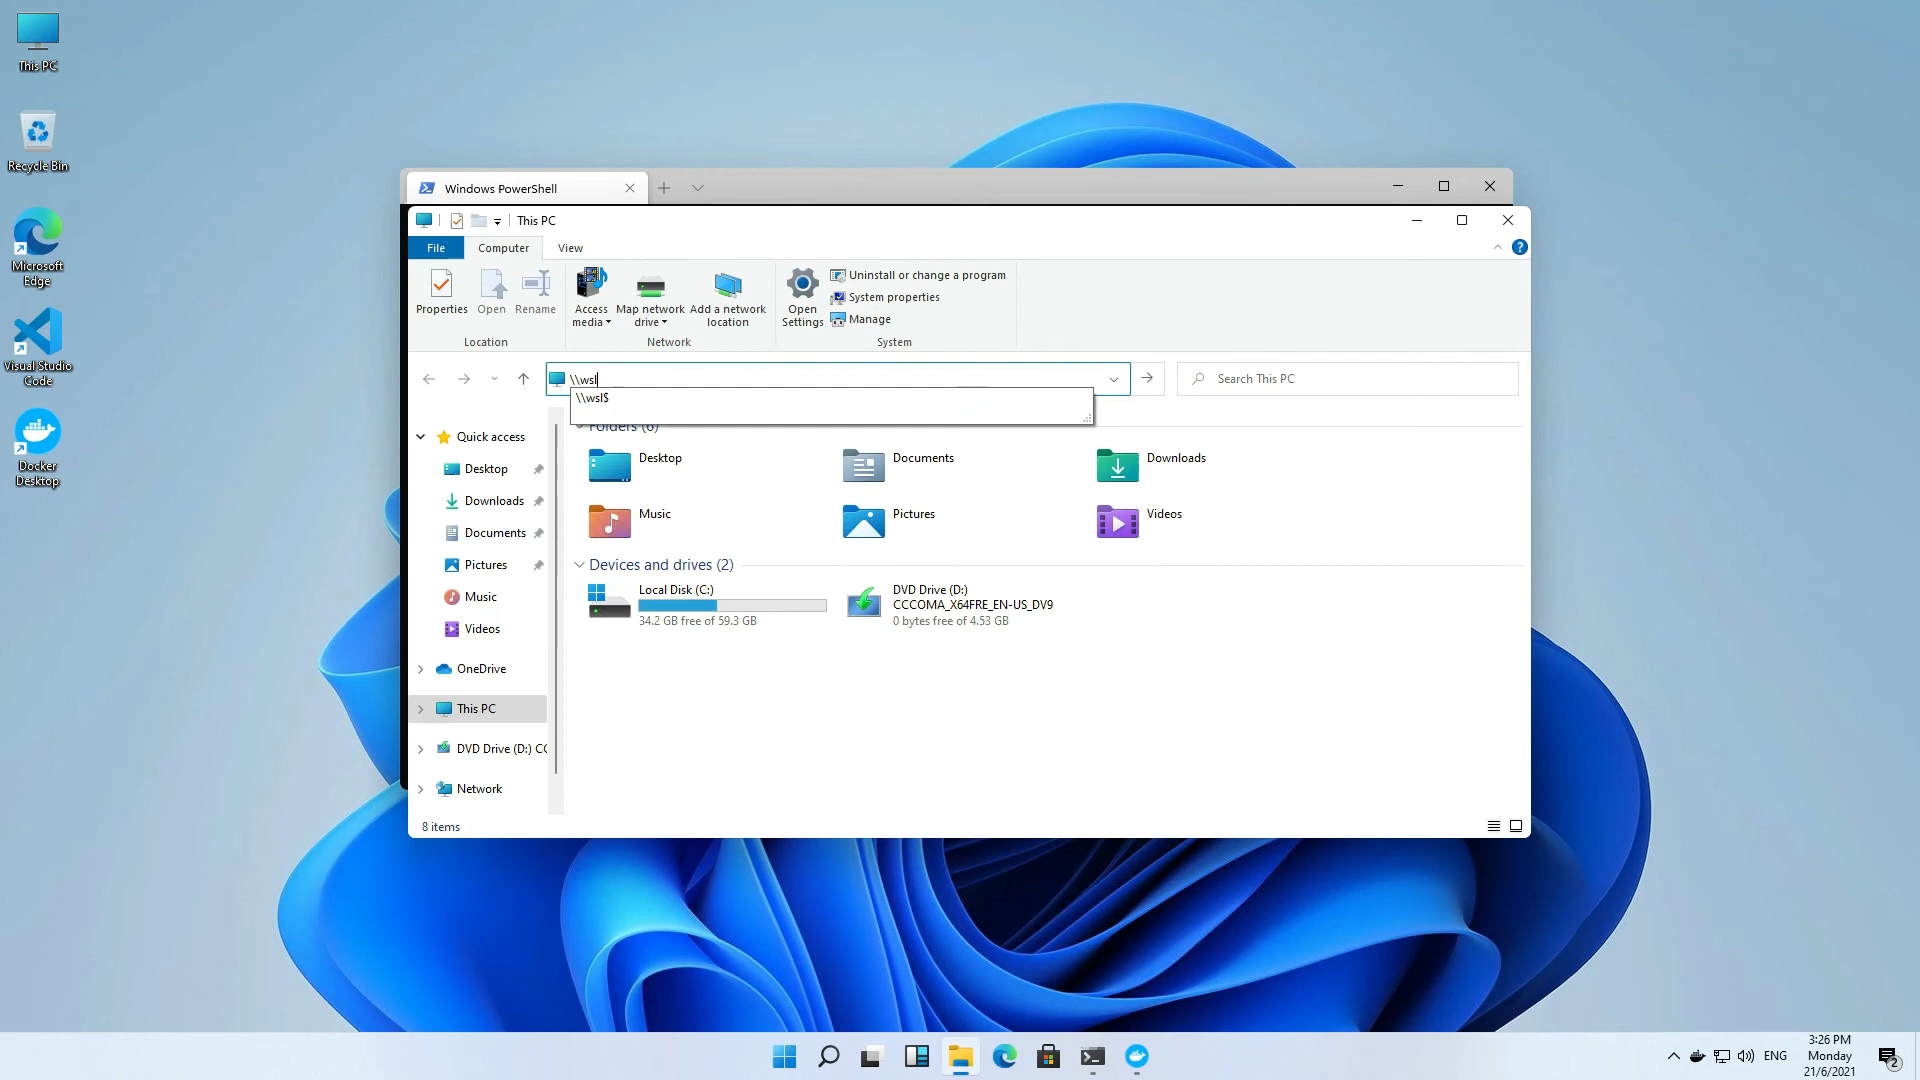 This PC
Recycle Bin
Microsoft
Edge
Visual Studio
Code
Docker
Desktop
Windows PowerShell
This PC
File
Computer
View
Properties
Open
Rename
Access
media
Map network
drive
Add a network
location
Open
Settings
Uninstall or change a program
System properties
Manage
Location
Network
System
\\wsl
Search This PC
\\wsl$
Quick access
Desktop
Downloads
Documents
Pictures
Music
Videos
OneDrive
This PC
DVD Drive (D:) CC
Network
Folders (6)
Desktop
Documents
Downloads
Music
Pictures
Videos
Devices and drives (2)
Local Disk (C:)
34.2 GB free of 59.3 GB
DVD Drive (D:)
CCCOMA_X64FRE_EN-US_DV9
0 bytes free of 4.53 GB
8 items
ENG
3:26 PM
Monday
21/6/2021
2